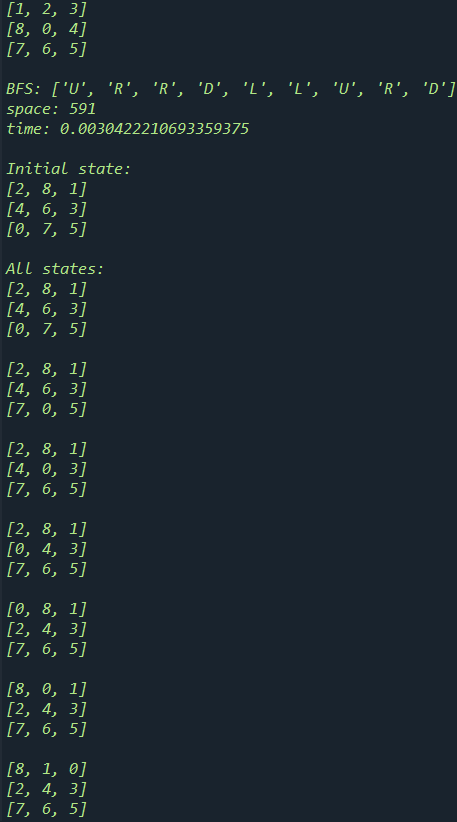 [1, 2, 3]
[8, 0, 4]
[7, 6, 5]
BFS: ['U', 'R', 'R', 'D', 'L', 'L', 'U', 'R', 'D']
space: 591
time: 0.0030422210693359375
Initial state:
[2, 8, 1]
[4, 6, 3]
[0, 7, 5]
All states:
[2, 8, 1]
[4, 6, 3]
[0, 7, 5]
[2, 8, 1]
[4, 6, 3]
[7, 0, 5]
[2, 8, 1]
[4, 0, 3]
[7, 6, 5]
[2, 8, 1]
[0, 4, 3]
[7, 6, 5]
[0, 8, 1]
[2, 4, 3]
[7, 6, 5]
[8, 0, 1]
[2, 4, 3]
[7, 6, 5]
[8, 1, 0]
[2, 4, 3]
[7, 6, 5]